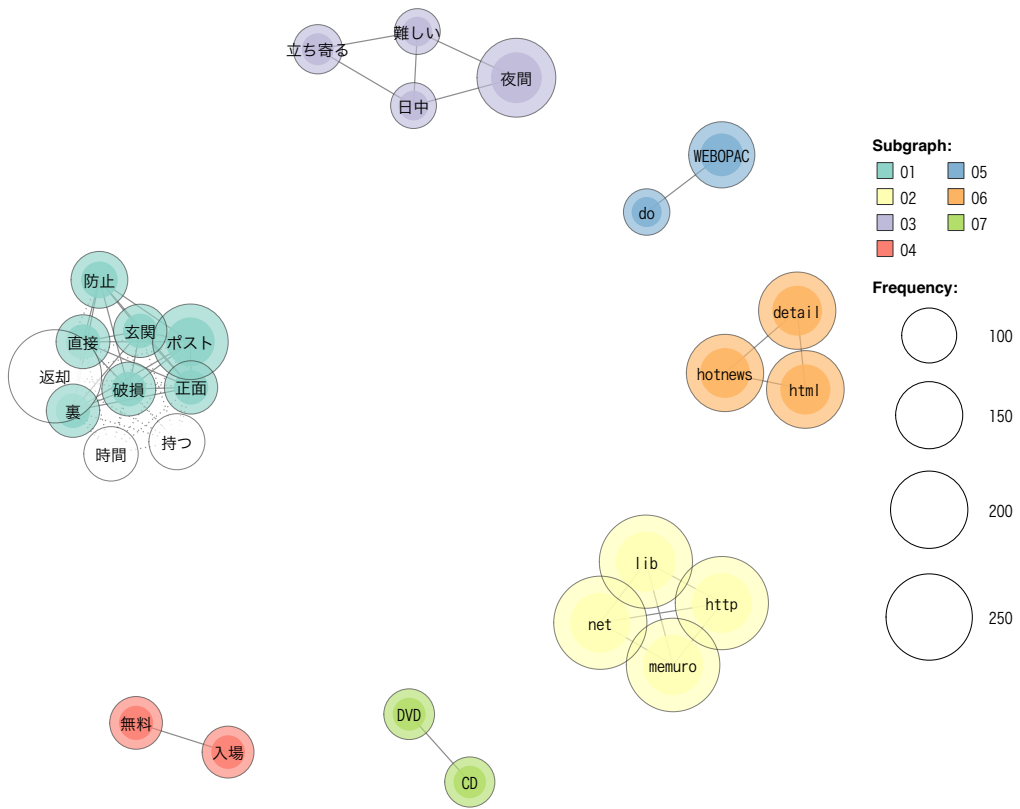 難しい
立ち寄る
夜間
日中
WEBOPAC
do
Subgraph:
01
05
02
06
03
07
04
防止
玄関
直接
ポスト
返却
破損
正面
裏
時間
持つ
detail
hotnews
html
Frequency:
100
150
200
250
lib
http
net
memuro
無料
入場
DVD
CD